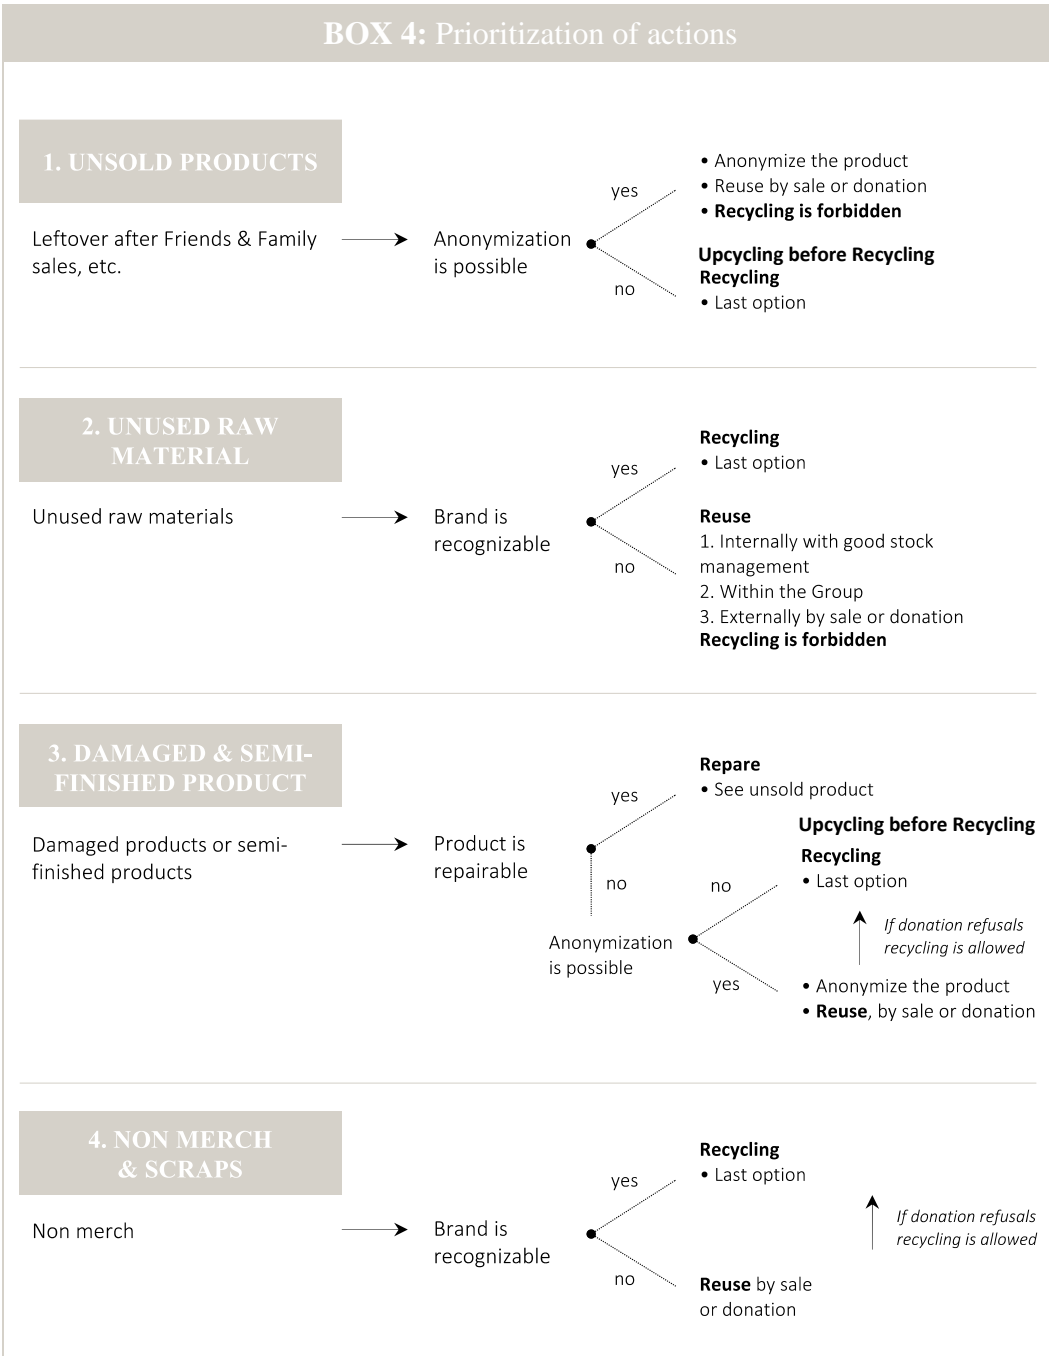 BOX 4: Prioritization of actions
1. UNSOLD PRODUCTS
Leftover after Friends & Family
sales, etc.
Anonymization
is possible
yes
• Anonymize the product
• Reuse by sale or donation
• Recycling is forbidden
no
Upcycling before Recycling
Recycling
• Last option
2. UNUSED RAW
MATERIAL
Unused raw materials
Brand is
recognizable
yes
Recycling
• Last option
no
Reuse
1. Internally with good stock
management
2. Within the Group
3. Externally by sale or donation
Recycling is forbidden
3. DAMAGED & SEMI-
FINISHED PRODUCT
Damaged products or semi-
finished products
Product is
repairable
yes
Repare
• See unsold product
no
Anonymization
is possible
no
Upcycling before Recycling
Recycling
• Last option
If donation refusals
recycling is allowed
yes
• Anonymize the product
• Reuse, by sale or donation
4. NON MERCH
& SCRAPS
Non merch
Brand is
recognizable
yes
Recycling
• Last option
If donation refusals
recycling is allowed
no
Reuse by sale
or donation